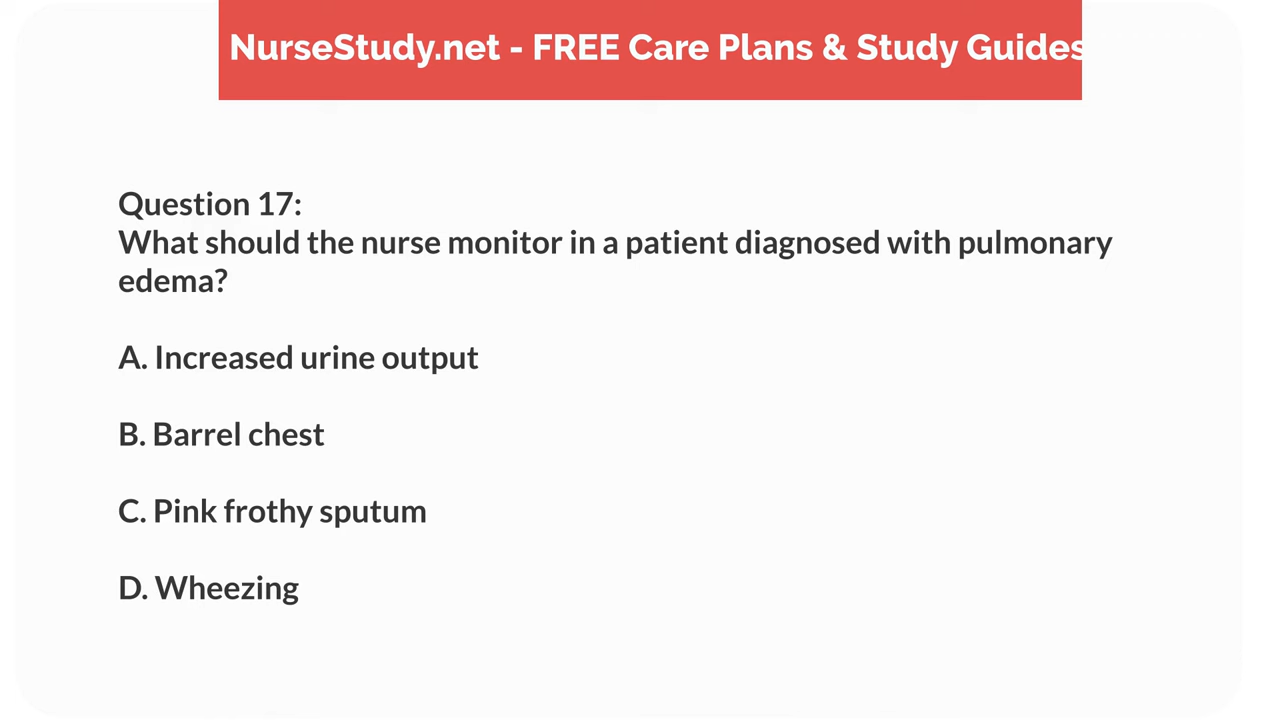 NurseStudy.net - FREE Care Plans & Study Guides
Question 17:
What should the nurse monitor in a patient diagnosed with pulmonary
edema?
A. Increased urine output
B. Barrel chest
C. Pink frothy sputum
D. Wheezing